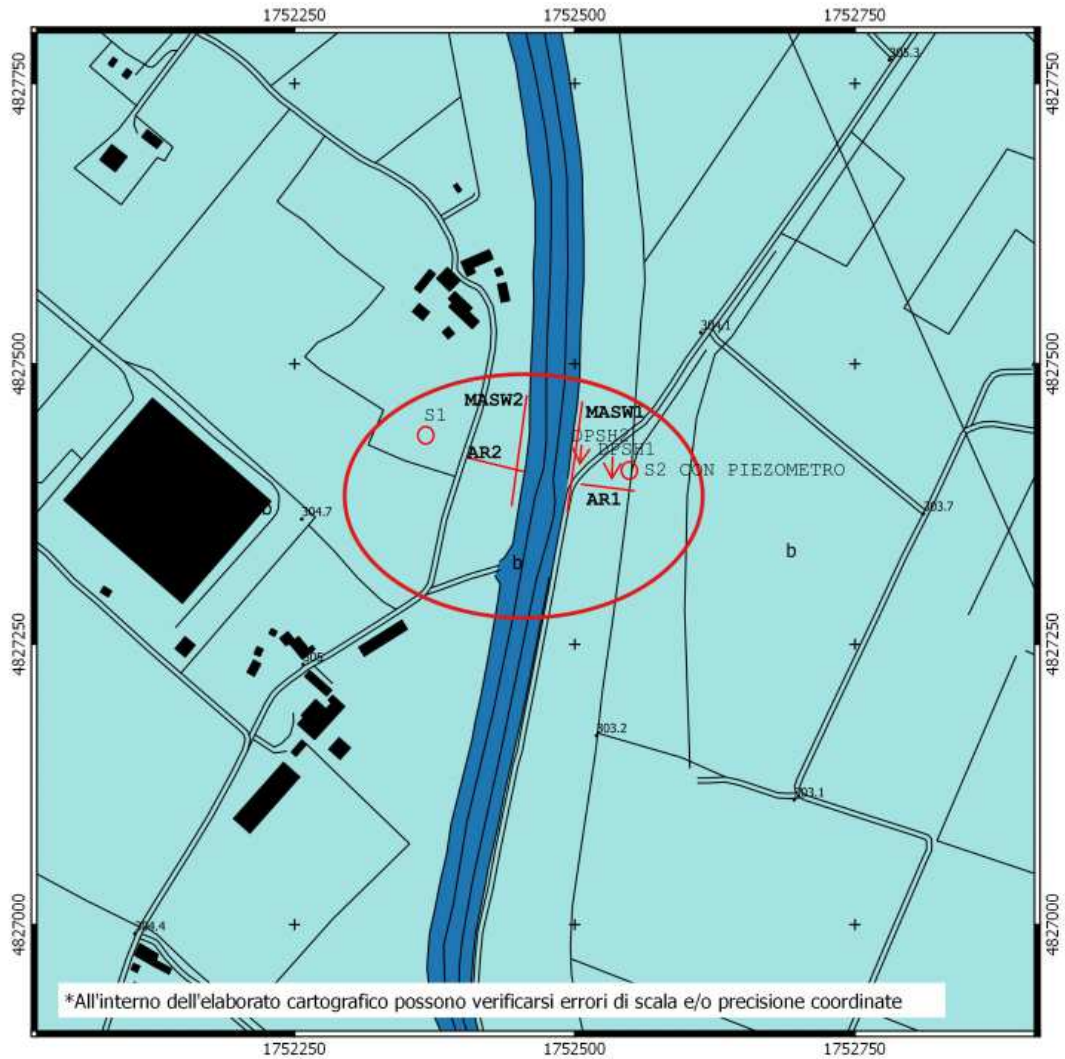 1752250 1752500 1752750
305.3
4827750 4827750
304.1
4827500 4827500
MASW2
S1
MASW1
DPSH2
DPSH1
AR2
S2 CON PIEZOMETRO
AR1
b 304.7 303.7
b
b
4827250 4827250
305
303.2
303.1
304.4
4827000 4827000
*All'interno dell'elaborato cartografico possono verificarsi errori di scala e/o precisione coordinate
1752250 1752500 1752750